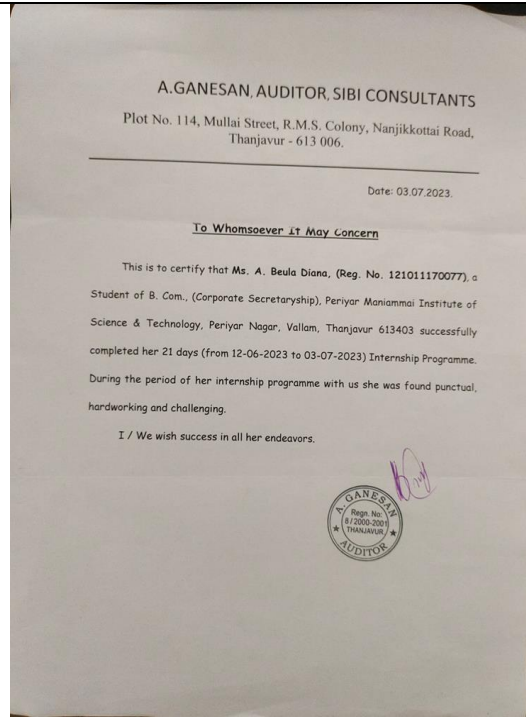 A.GANESAN, AUDITOR, SIBI CONSULTANTS
Plot No. 114, Mullai Street, R.M.S. Colony, Nanjikkottai Road,
Thanjavur - 613 006.
Date: 03.07.2023.
To Whomsoever It May Concern
This is to certify that Ms. A. Beula Diana, (Reg. No. 121011170077), a
Student of B. Com., (Corporate Secretaryship), Periyar Maniammai Institute of
Science & Technology, Periyar Nagar, Vallam, Thanjavur 613403 successfully
completed her 21 days (from 12-06-2023 to 03-07-2023) Internship Programme.
During the period of her internship programme with us she was found punctual,
hardworking and challenging.
I / We wish success in all her endeavors.
A. GANESAN
Regn. No:
8/2000-2001
THANJAVUR
AUDITOR